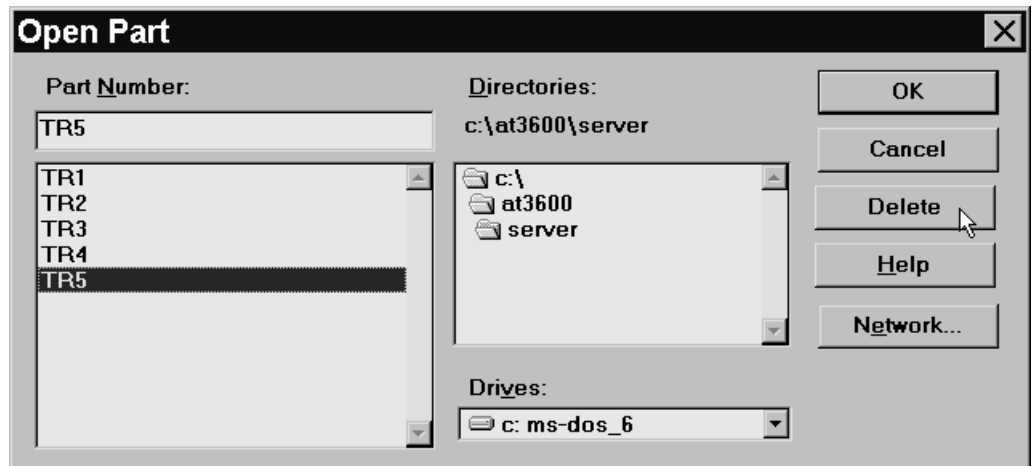 Open Part
Part Number:
TR5
TR1
TR2
TR3
TR4
TR5
Directories:
c:\at3600\server
c:\
at3600
server
Drives:
c: ms-dos_6
OK
Cancel
Delete
Help
Network...